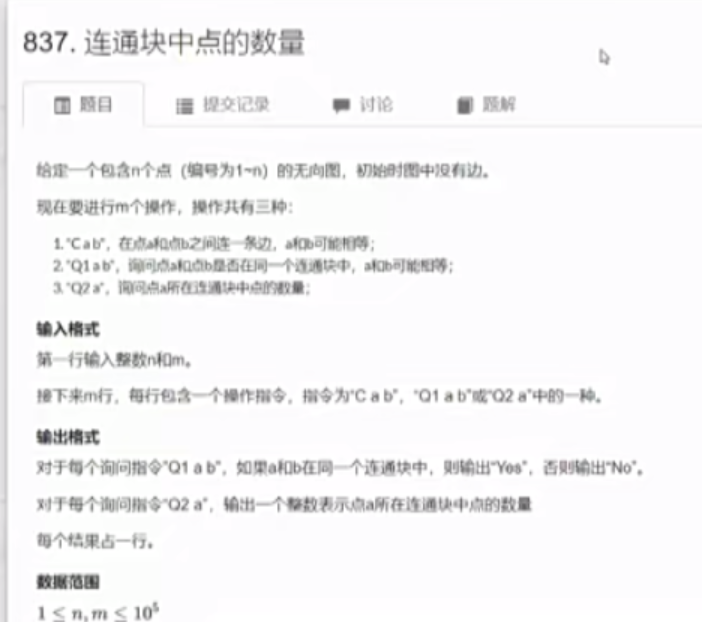 837. 连通块中点的数量
题目 提交记录 讨论 题解
给定一个包含n个点（编号为1~n）的无向图，初始时图中没有边。
现在要进行m个操作，操作共有三种：
1. "C a b"，在点a和点b之间连一条边，a和b可能相等；
2. "Q1 a b"，询问点a和点b是否在同一个连通块中，a和b可能相等；
3. "Q2 a"，询问点a所在连通块中点的数量；
输入格式
第一行输入整数n和m。
接下来m行，每行包含一个操作指令，指令为"C a b"，"Q1 a b"或"Q2 a"中的一种。
输出格式
对于每个询问指令"Q1 a b"，如果a和b在同一个连通块中，则输出"Yes"，否则输出"No"。
对于每个询问指令"Q2 a"，输出一个整数表示点a所在连通块中点的数量
每个结果占一行。
数据范围
1 ≤ n, m ≤ 10⁵